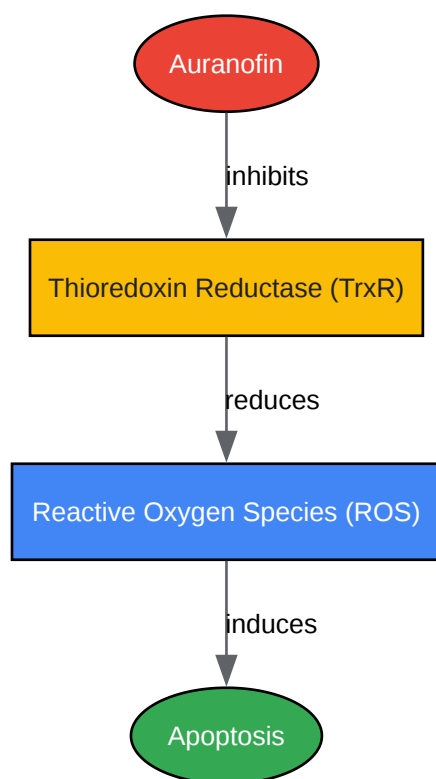 Auranofin
inhibits
Thioredoxin Reductase (TrxR)
reduces
Reactive Oxygen Species (ROS)
induces
Apoptosis